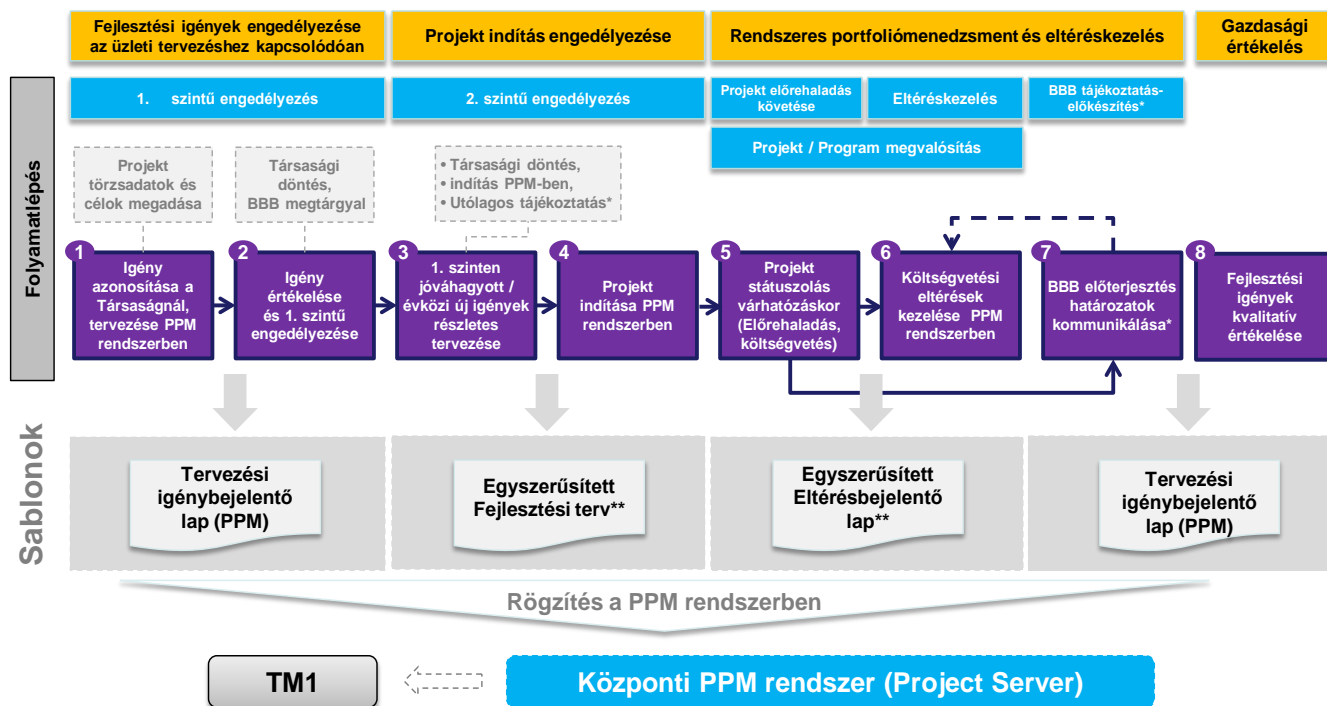 Fejlesztési igények engedélyezése
az üzleti tervezéshez kapcsolódóan
Projekt indítás engedélyezése
Rendszeres portfoliómenedzsment és eltéréskezelés
Gazdasági
értékelés
Folyamatlépés
1. szintű engedélyezés
2. szintű engedélyezés
Projekt előrehaladás
követése
Eltéréskezelés
BBB tájékoztatás-
előkészítés*
Projekt / Program megvalósítás
Projekt
törzsadatok és
célok megadása
Társasági
döntés,
BBB megtárgyal
• Társasági döntés,
• indítás PPM-ben,
• Utólagos tájékoztatás*
1
Igény
azonosítása a
Társaságnál,
tervezése PPM
rendszerben
2
Igény
értékelése
és 1. szintű
engedélyezése
3
1. szinten
jóváhagyott /
évközi új igények
részletes
tervezése
4
Projekt
indítása PPM
rendszerben
5
Projekt
státuszolás
várhatózáskor
(Előrehaladás,
költségvetés)
6
Költségvetési
eltérések
kezelése PPM
rendszerben
7
BBB előterjesztés
határozatok
kommunikálása*
8
Fejlesztési
igények
kvalitatív
értékelése
Sablonok
Tervezési
igénybejelentő
lap (PPM)
Egyszerűsített
Fejlesztési terv**
Egyszerűsített
Eltérésbejelentő
lap**
Tervezési
igénybejelentő
lap (PPM)
Rögzítés a PPM rendszerben
TM1
Központi PPM rendszer (Project Server)